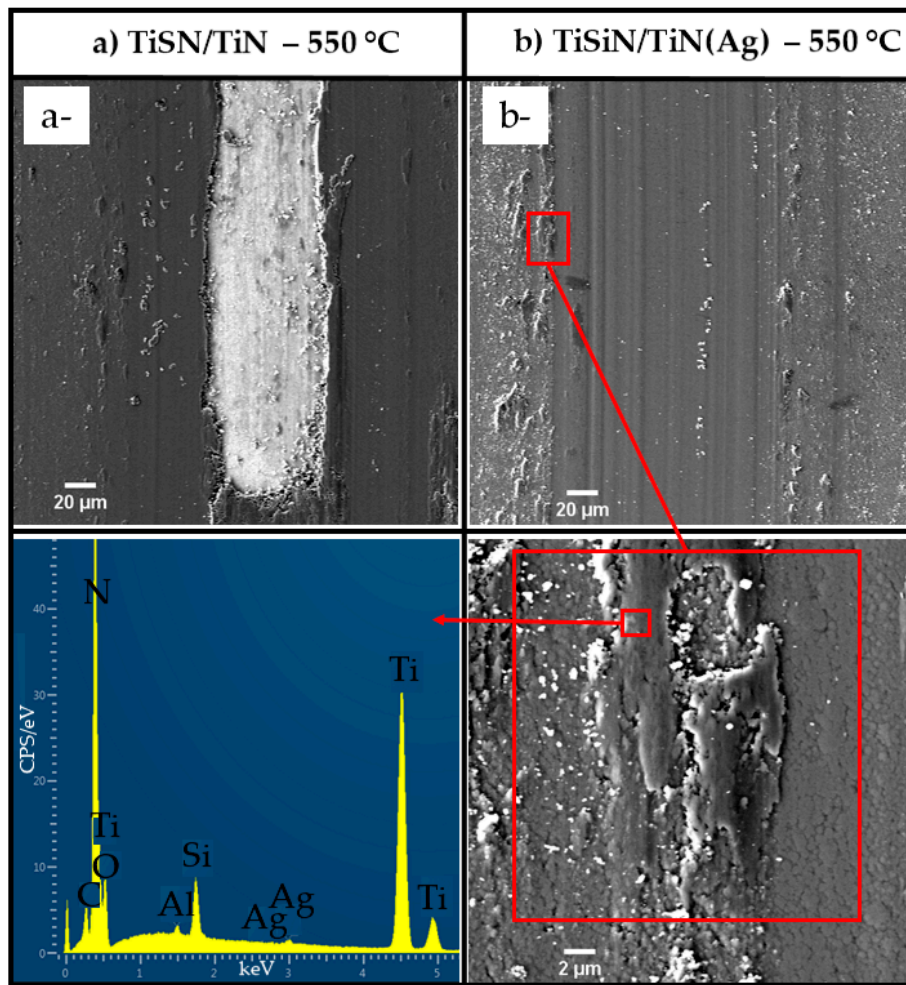 a) TiSN/TiN – 550 °C
b) TiSiN/TiN(Ag) – 550 °C
a-
b-
20 µm
20 µm
N
Ti
Ti
O
C
Si
Al
Ag
Ag
Ti
40
30
20
10
0
CPS/eV
0
1
2
3
4
5
keV
2 µm